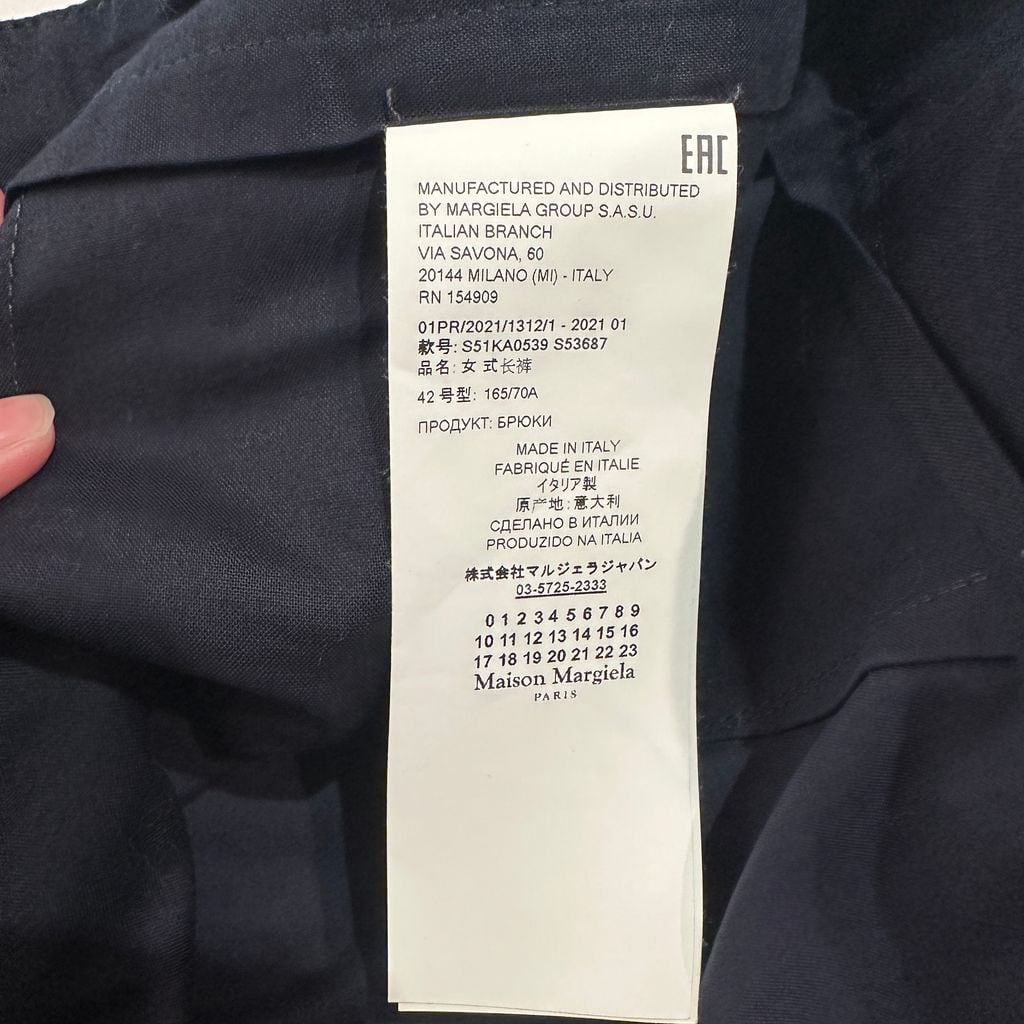 EAC
MANUFACTURED AND DISTRIBUTED
BY MARGIELA GROUP S.A.S.U.
ITALIAN BRANCH
VIA SAVONA, 60
20144 MILANO (MI) - ITALY
RN 154909
01PR/2021/1312/1 - 2021 01
款号: S51KA0539 S53687
品名: 女 式长裤
42 号型: 165/70A
ПРОДУКТ: БРЮКИ
MADE IN ITALY
FABRIQUÉ EN ITALIE
イタリア製
原产地: 意大利
СДЕЛАНО В ИТАЛИИ
PRODUZIDO NA ITALIA
株式会社マルジェラジャパン
03-5725-2333
0 1 2 3 4 5 6 7 8 9
10 11 12 13 14 15 16
17 18 19 20 21 22 23
Maison Margiela
PARIS